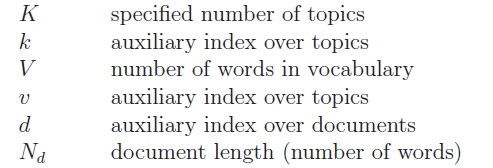 K specified number of topics
k auxiliary index over topics
V number of words in vocabulary
v auxiliary index over topics
d auxiliary index over documents
N_d document length (number of words)